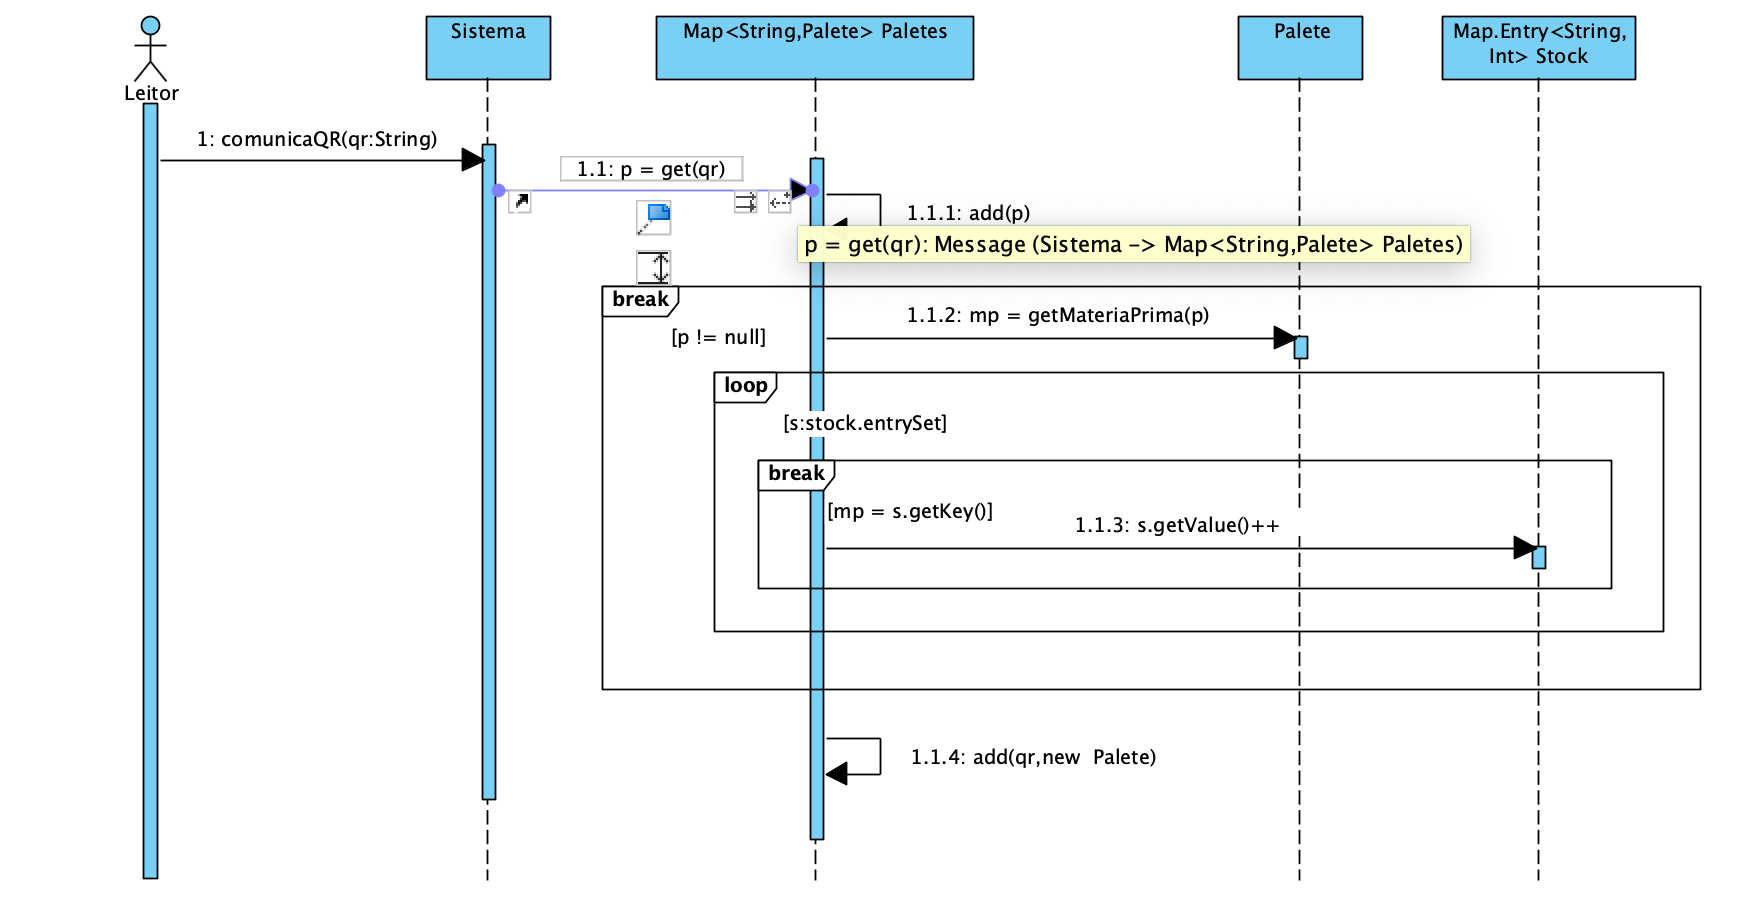 Sistema
Map<String,Palete> Paletes
Palete
Map.Entry<String,
Int> Stock
Leitor
1: comunicaQR(qr:String)
1.1: p = get(qr)
1.1.1: add(p)
p = get(qr): Message (Sistema -> Map<String,Palete> Paletes)
break
1.1.2: mp = getMateriaPrima(p)
[p != null]
loop
[s:stock.entrySet]
break
[mp = s.getKey()]
1.1.3: s.getValue()++
1.1.4: add(qr,new  Palete)